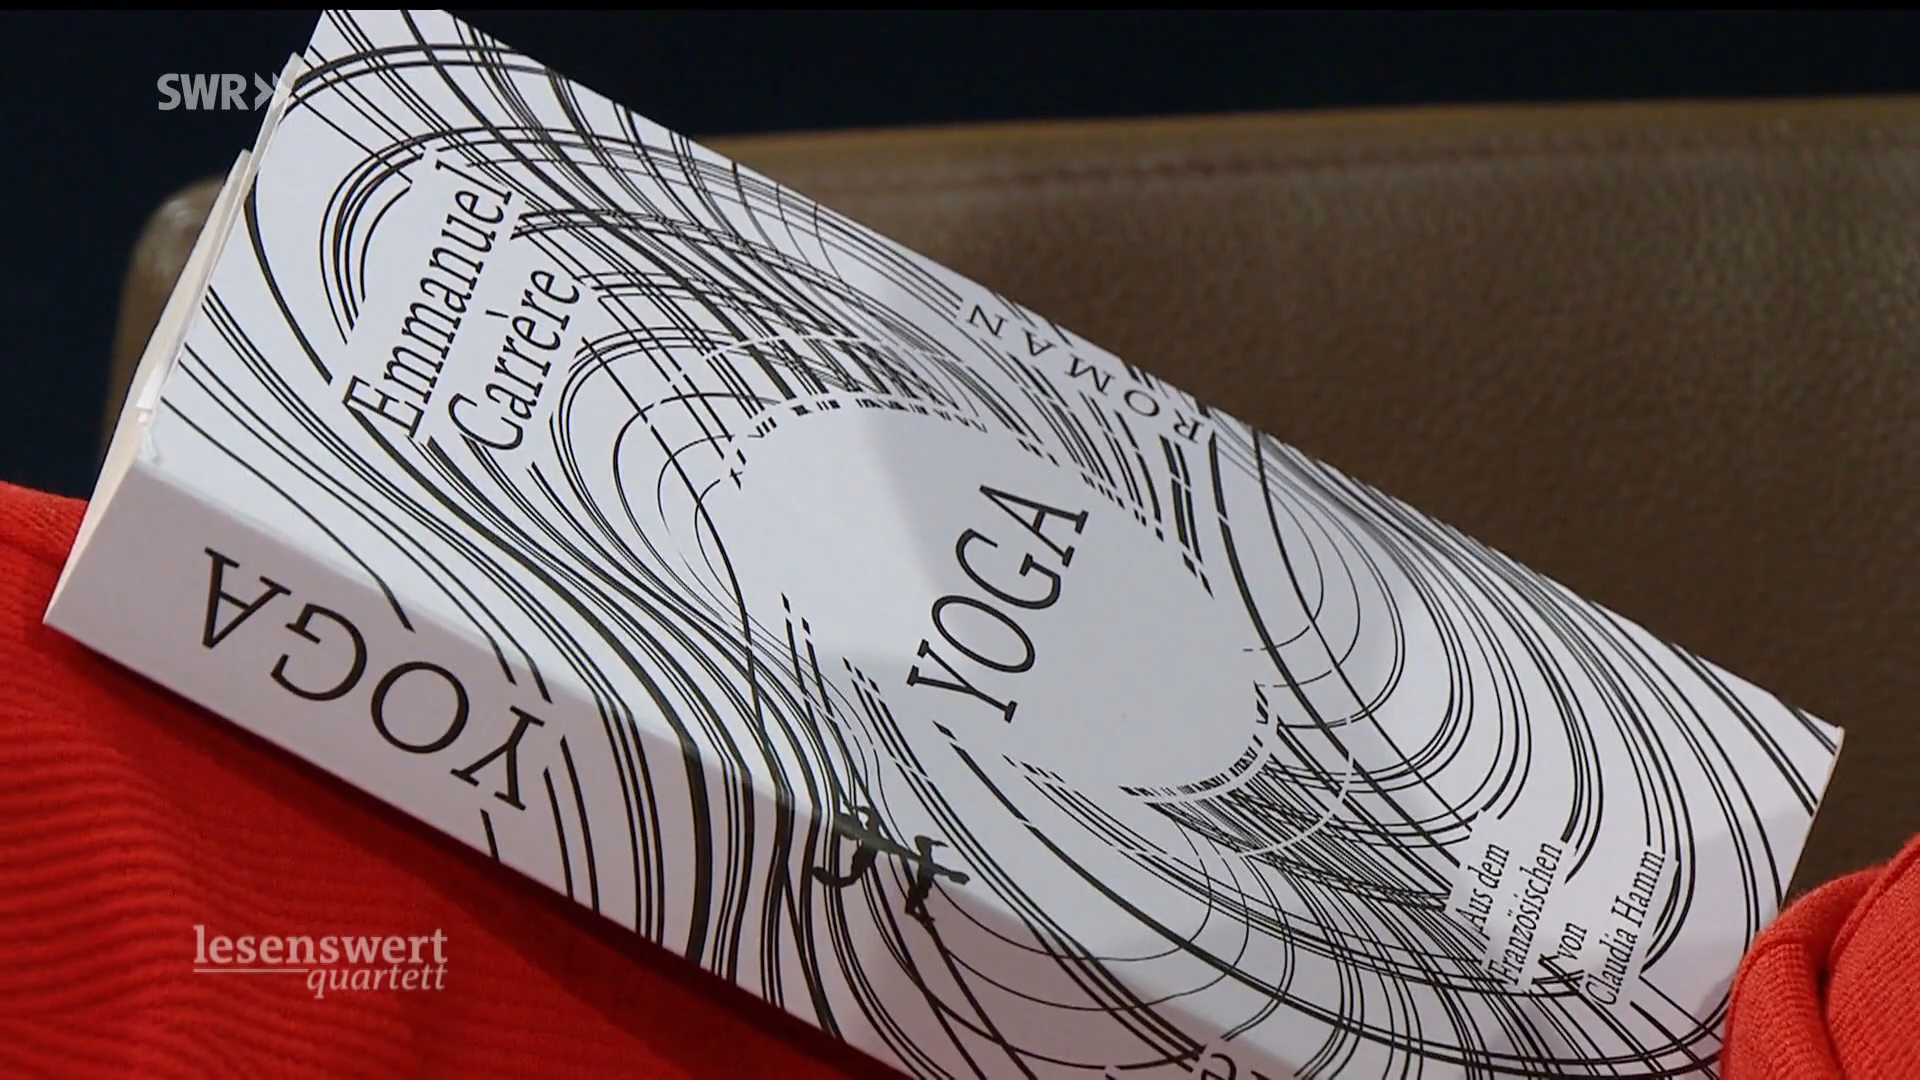 SWR»
Emmanuel
Carrère
ROMAN
YOGA
YOGA
Aus dem
Französischen
von
Claudia Hamm
lesenswert
quartett